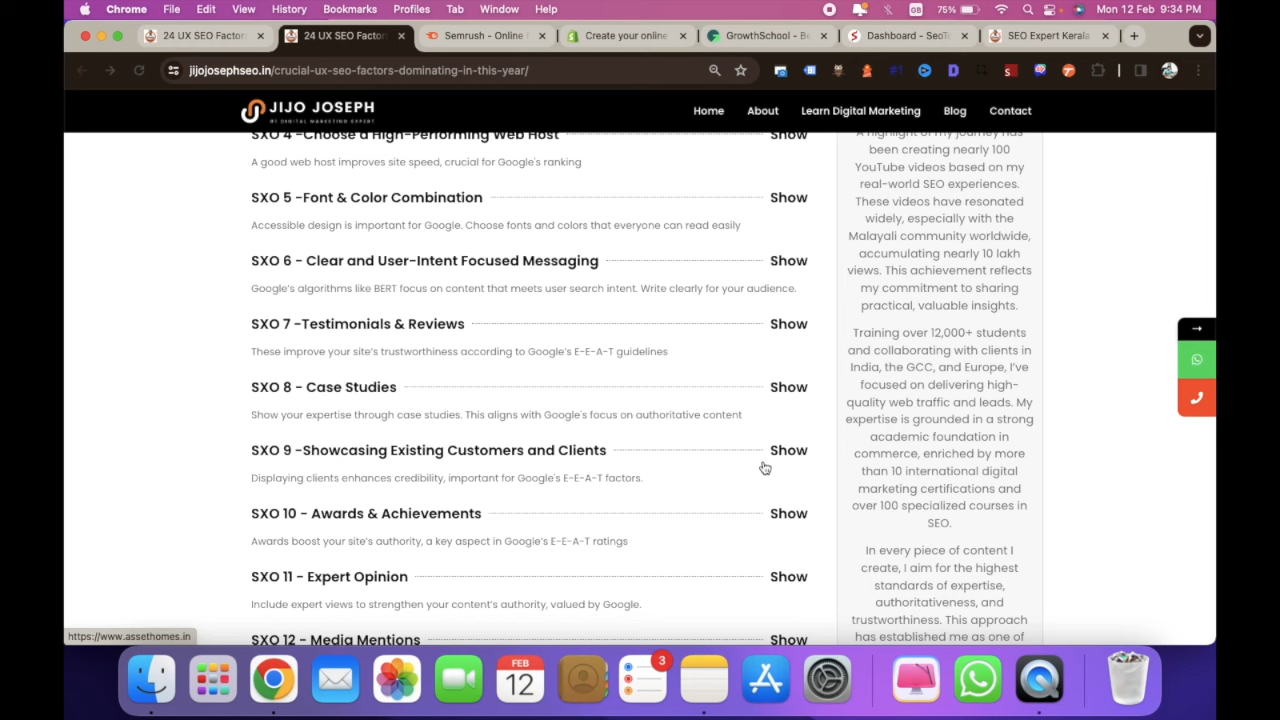 Chrome File Edit View History Bookmarks Profiles Tab Window Help
GB 75% Mon 12 Feb 9:34 PM
24 UX SEO Factor
24 UX SEO Factor
Semrush - Online
Create your online
GrowthSchool - Be
Dashboard - SeoT
SEO Expert Kerala
jijojosephseo.in/crucial-ux-seo-factors-dominating-in-this-year/
JIJO JOSEPH
Home About Learn Digital Marketing Blog Contact
SXO 4 -Choose a High-Performing Web Host Show
A good web host improves site speed, crucial for Google's ranking
SXO 5 -Font & Color Combination Show
Accessible design is important for Google. Choose fonts and colors that everyone can read easily
SXO 6 - Clear and User-Intent Focused Messaging Show
Google's algorithms like BERT focus on content that meets user search intent. Write clearly for your audience.
SXO 7 -Testimonials & Reviews Show
These improve your site's trustworthiness according to Google's E-E-A-T guidelines
SXO 8 - Case Studies Show
Show your expertise through case studies. This aligns with Google's focus on authoritative content
SXO 9 -Showcasing Existing Customers and Clients Show
Displaying clients enhances credibility, important for Google's E-E-A-T factors.
SXO 10 - Awards & Achievements Show
Awards boost your site's authority, a key aspect in Google's E-E-A-T ratings
SXO 11 - Expert Opinion Show
Include expert views to strengthen your content's authority, valued by Google.
SXO 12 - Media Mentions Show
A highlight of my journey has
been creating nearly 100
YouTube videos based on my
real-world SEO experiences.
These videos have resonated
widely, especially with the
Malayali community worldwide,
accumulating nearly 10 lakh
views. This achievement reflects
my commitment to sharing
practical, valuable insights.
Training over 12,000+ students
and collaborating with clients in
India, the GCC, and Europe, I've
focused on delivering high-
quality web traffic and leads. My
expertise is grounded in a strong
academic foundation in
commerce, enriched by more
than 10 international digital
marketing certifications and
over 100 specialized courses in
SEO.
In every piece of content I
create, I aim for the highest
standards of expertise,
authoritativeness, and
trustworthiness. This approach
has established me as one of
https://www.assethomes.in
FEB
12
3